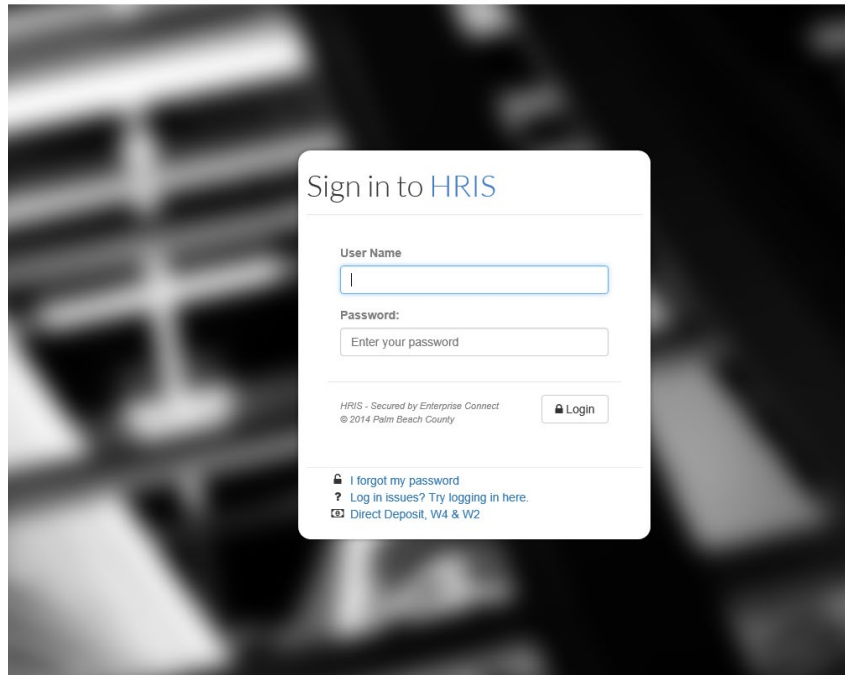 Sign in to HRIS
User Name
Password:
Enter your password
HRIS - Secured by Enterprise Connect
© 2014 Palm Beach County
Login
I forgot my password
? Log in issues? Try logging in here.
Direct Deposit, W4 & W2